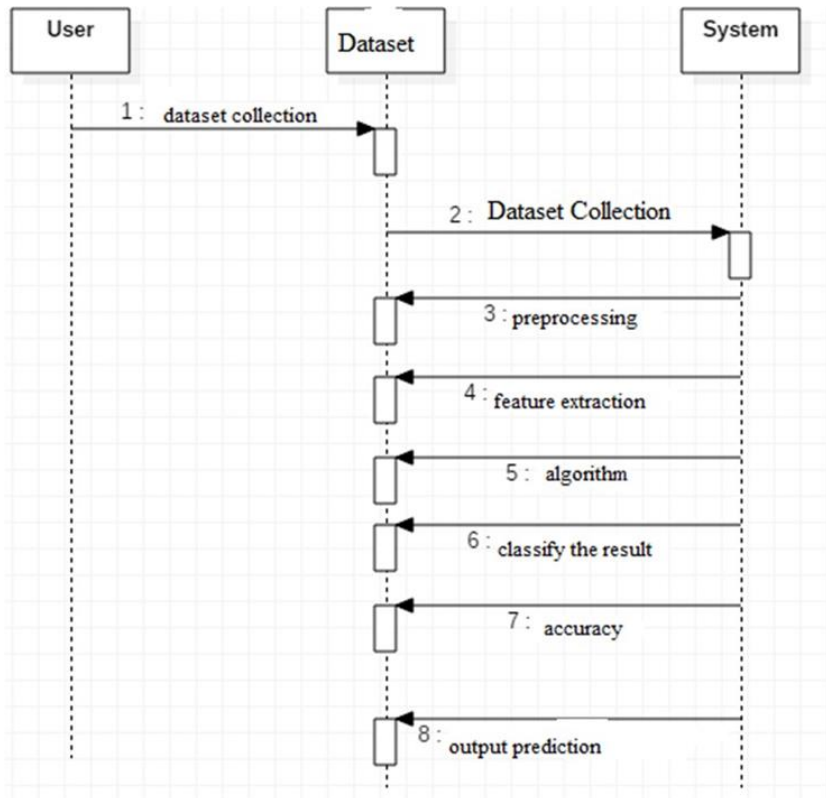 User
Dataset
System
1 : dataset collection
2 : Dataset Collection
3 : preprocessing
4 : feature extraction
5 : algorithm
6 : classify the result
7 : accuracy
8 : output prediction